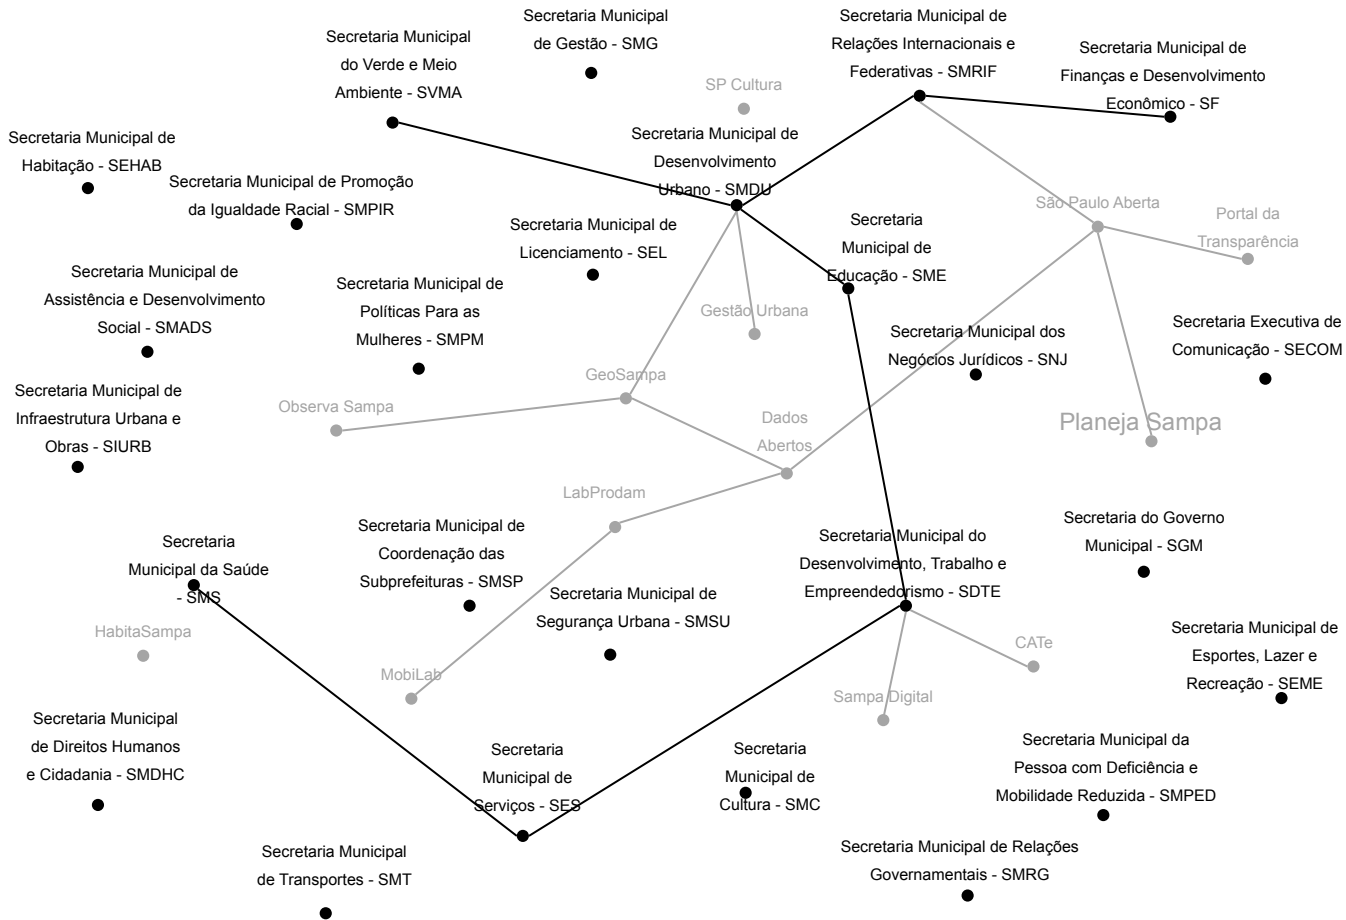 Secretaria Municipal
de Gestão - SMG
Secretaria Municipal de
Relações Internacionais e
Federativas - SMRIF
Secretaria Municipal
do Verde e Meio
Ambiente - SVMA
Secretaria Municipal de
Finanças e Desenvolvimento
Econômico - SF
SP Cultura
Secretaria Municipal de
Desenvolvimento
Urbano - SMDU
Secretaria Municipal de
Habitação - SEHAB
Secretaria Municipal de Promoção
da Igualdade Racial - SMPIR
São Paulo Aberta
Portal da
Transparência
Secretaria
Municipal de
Educação - SME
Secretaria Municipal de
Licenciamento - SEL
Secretaria Municipal de
Assistência e Desenvolvimento
Social - SMADS
Secretaria Municipal de
Políticas Para as
Mulheres - SMPM
Gestão Urbana
Secretaria Municipal dos
Negócios Jurídicos - SNJ
Secretaria Executiva de
Comunicação - SECOM
GeoSampa
Secretaria Municipal de
Infraestrutura Urbana e
Obras - SIURB
Observa Sampa
Dados
Abertos
Planeja Sampa
LabProdam
Secretaria Municipal de
Coordenação das
Subprefeituras - SMSP
Secretaria Municipal do
Desenvolvimento, Trabalho e
Empreendedorismo - SDTE
Secretaria do Governo
Municipal - SGM
Secretaria
Municipal da Saúde
- SMS
Secretaria Municipal de
Segurança Urbana - SMSU
HabitaSampa
CATe
Secretaria Municipal de
Esportes, Lazer e
Recreação - SEME
MobiLab
Sampa Digital
Secretaria Municipal
de Direitos Humanos
e Cidadania - SMDHC
Secretaria
Municipal de
Serviços - SES
Secretaria
Municipal de
Cultura - SMC
Secretaria Municipal da
Pessoa com Deficiência e
Mobilidade Reduzida - SMPED
Secretaria Municipal
de Transportes - SMT
Secretaria Municipal de Relações
Governamentais - SMRG